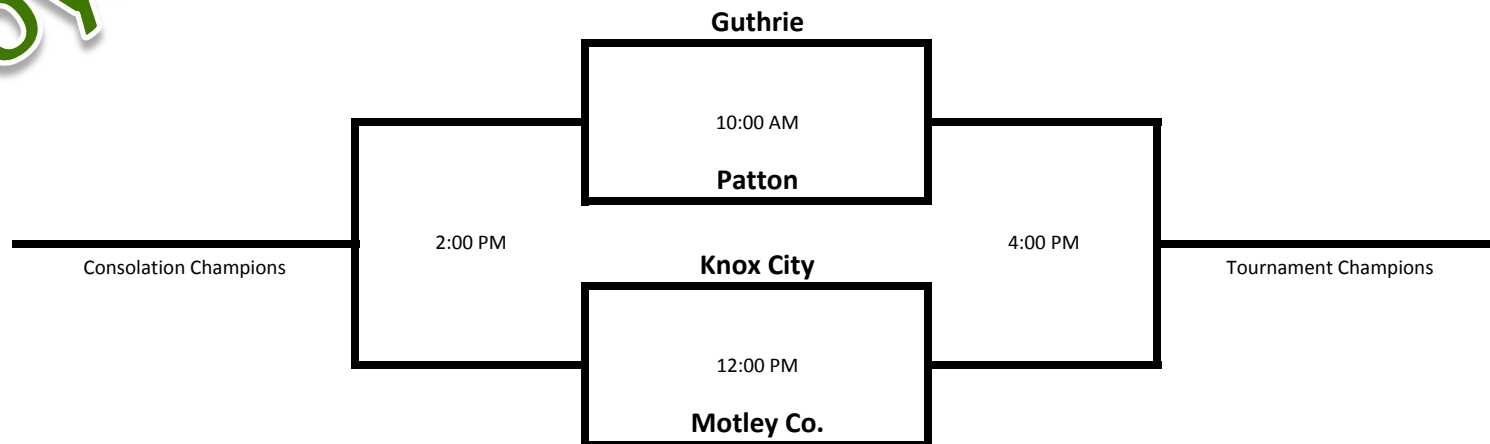 Guthrie
10:00 AM
Patton
2:00 PM
4:00 PM
Consolation Champions
Knox City
Tournament Champions
12:00 PM
Motley Co.